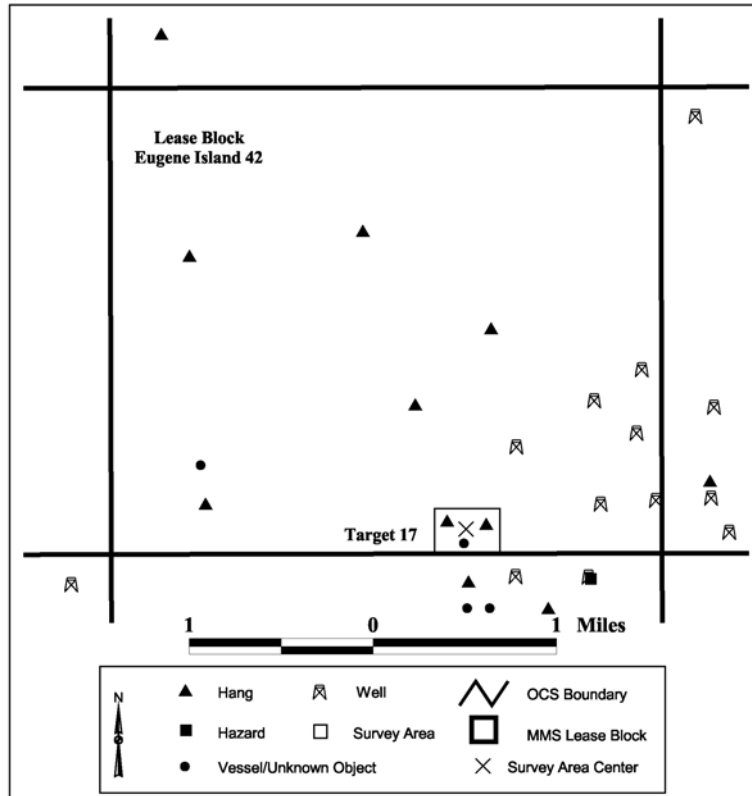 Lease Block
Eugene Island 42
Target 17
1 0 1 Miles
N
Hang Well OCS Boundary
Hazard Survey Area MMS Lease Block
Vessel/Unknown Object Survey Area Center